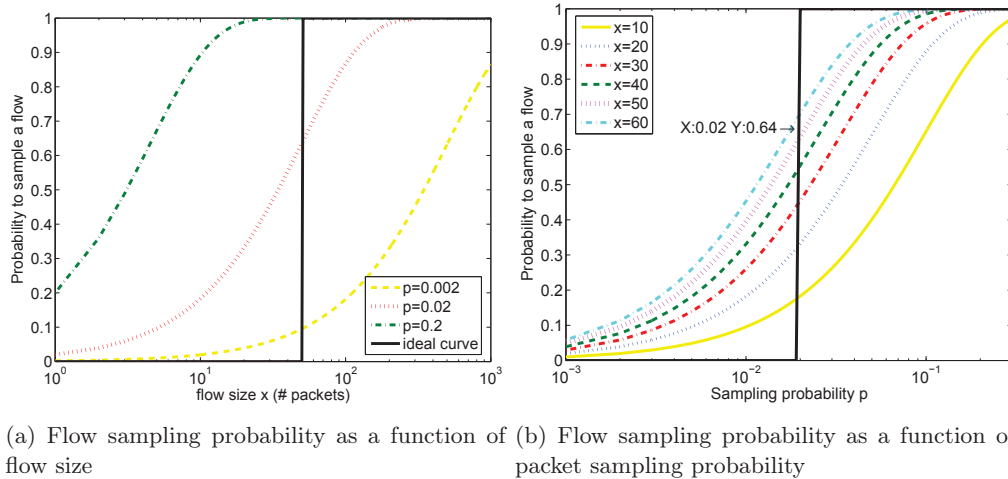 Probability to sample a flow
1
0.9
0.8
0.7
0.6
0.5
0.4
0.3
0.2
0.1
0
p=0.002
p=0.02
p=0.2
ideal curve
10^0
10^1
10^2
10^3
flow size x (# packets)
(a) Flow sampling probability as a function of
flow size
Probability to sample a flow
1
0.9
0.8
0.7
0.6
0.5
0.4
0.3
0.2
0.1
0
x=10
x=20
x=30
x=40
x=50
x=60
X:0.02 Y:0.64
10^−3
10^−2
10^−1
Sampling probability p
(b) Flow sampling probability as a function o
packet sampling probability